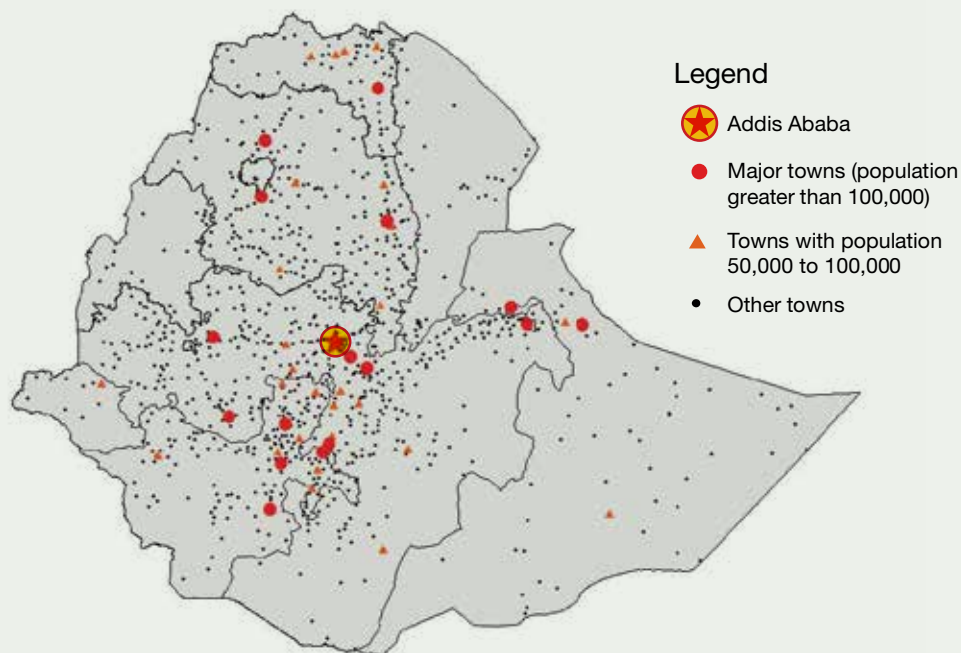 Legend
Addis Ababa
Major towns (population
greater than 100,000)
Towns with population
50,000 to 100,000
Other towns